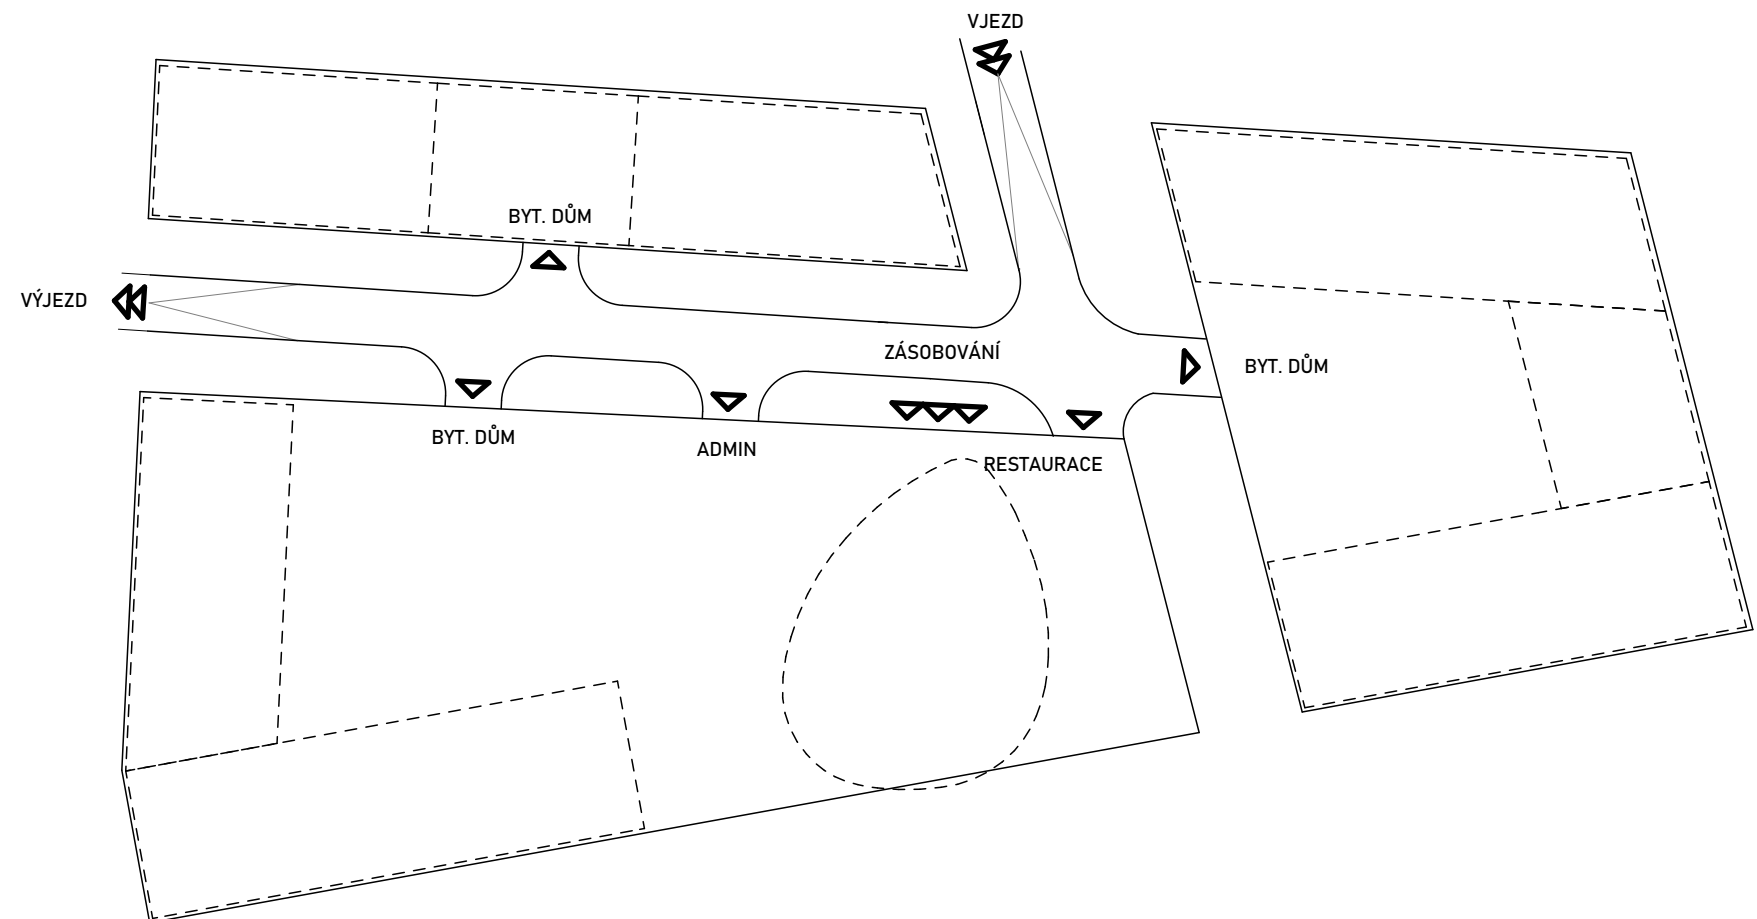 VJEZD
BYT. DŮM
VÝJEZD
ZÁSOBOVÁNÍ
BYT. DŮM
BYT. DŮM
ADMIN
RESTAURACE